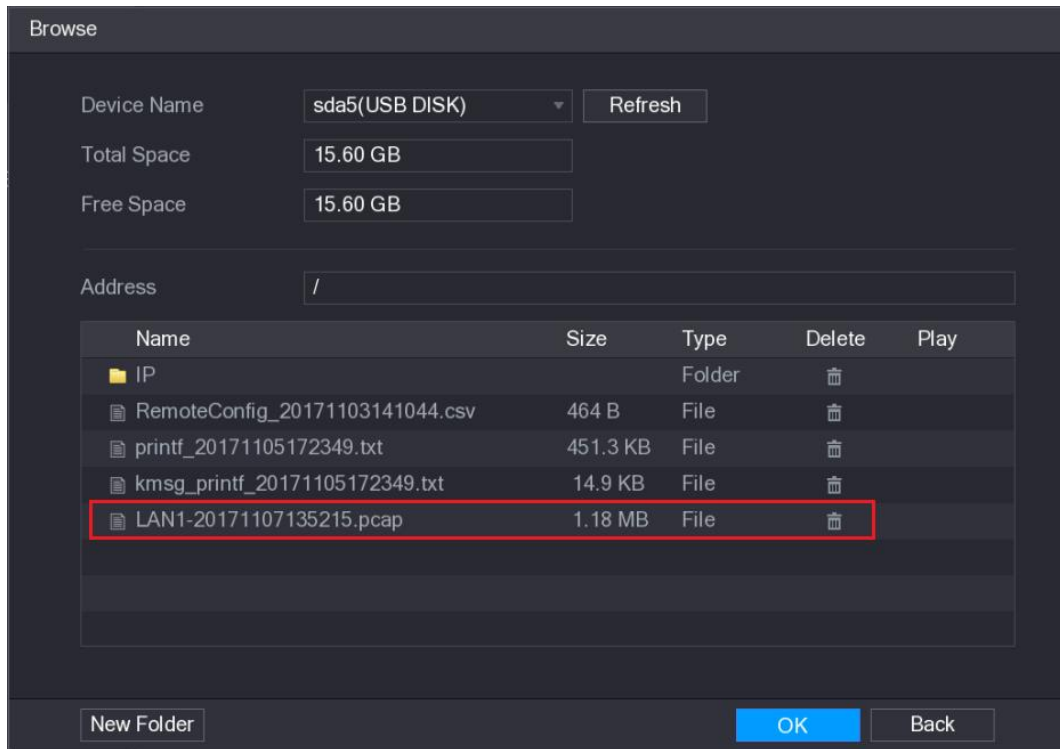 Browse
Device Name sda5(USB DISK) Refresh
Total Space 15.60 GB
Free Space 15.60 GB
Address /
Name Size Type Delete Play
IP Folder
RemoteConfig_20171103141044.csv 464 B File
printf_20171105172349.txt 451.3 KB File
kmsg_printf_20171105172349.txt 14.9 KB File
LAN1-20171107135215.pcap 1.18 MB File
New Folder OK Back